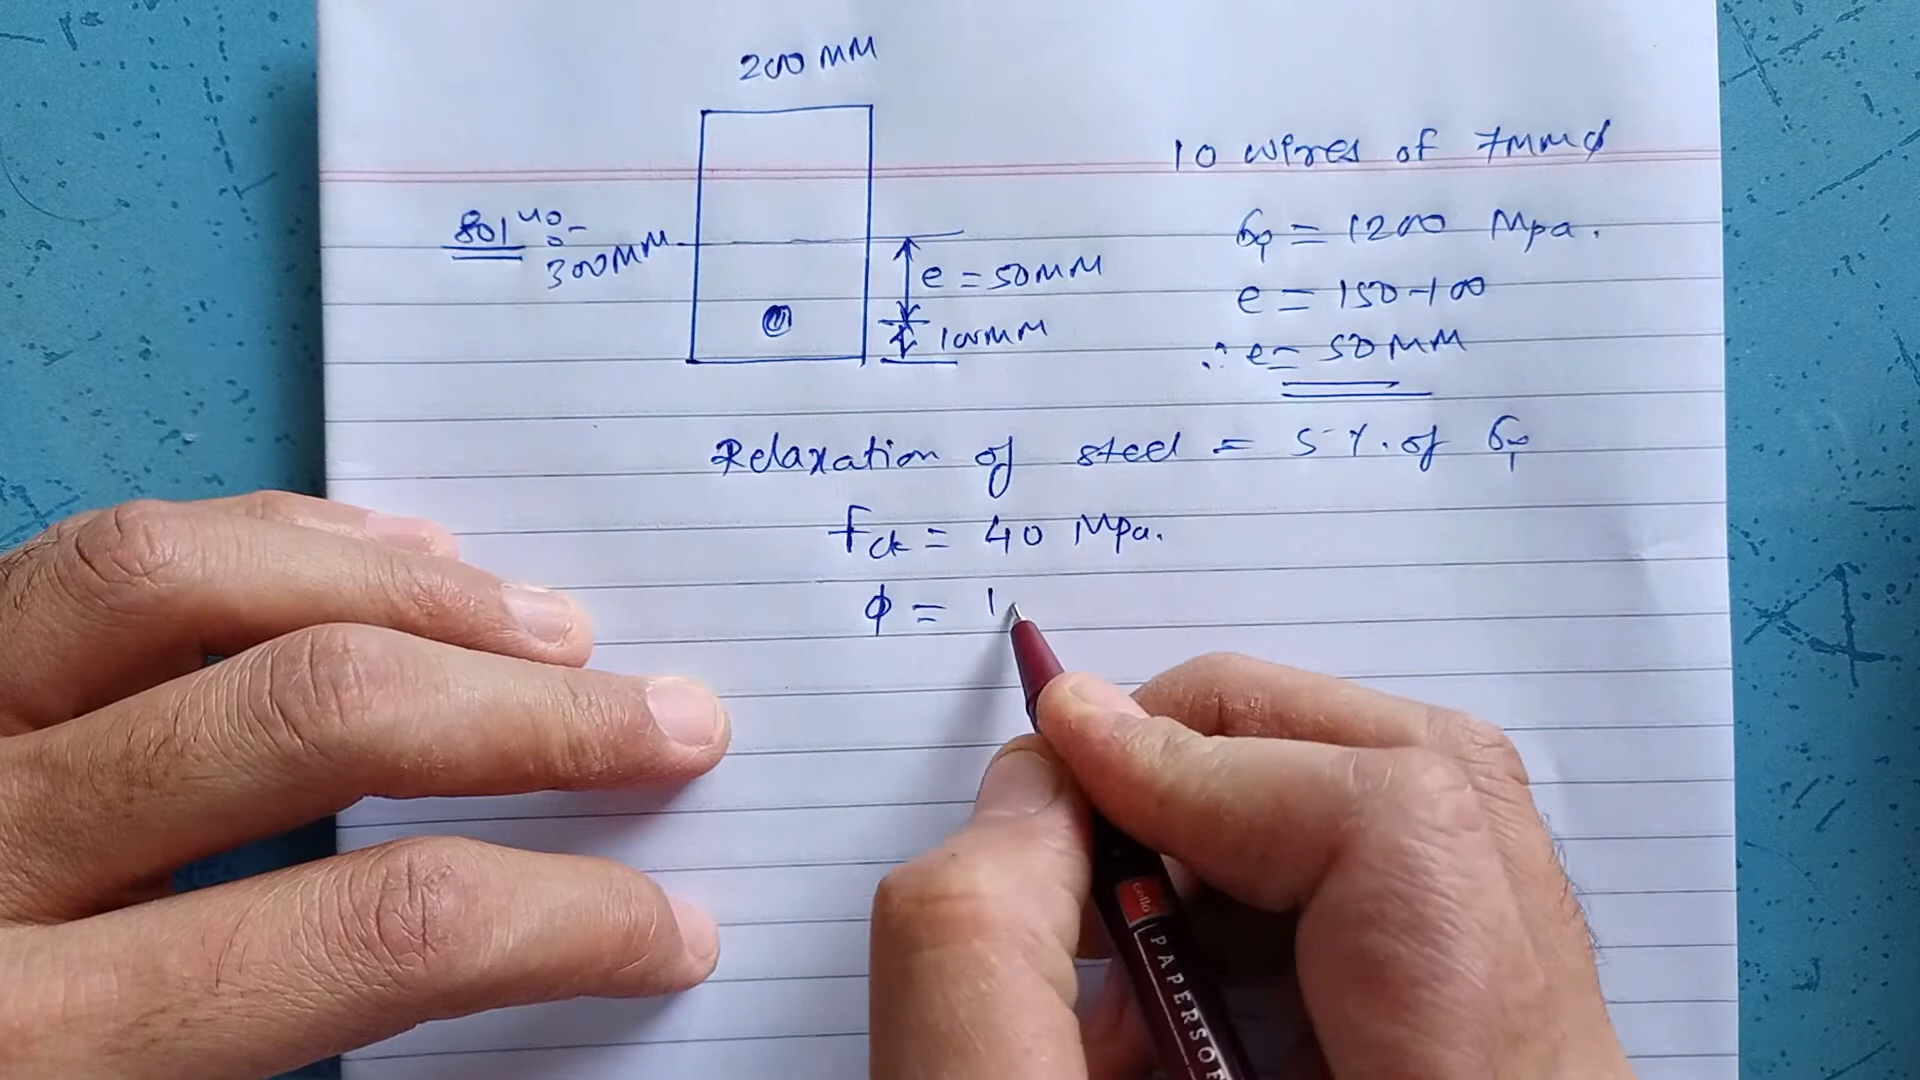 200 MM
10 wires of 7mm ϕ
Sol^n :-
300MM
σp = 1200 Mpa.
e = 50MM
e = 150-100
100MM
∴ e = 50MM
Relaxation of steel = 5 %. of σp
fck = 40 Mpa.
ϕ = 1.
cello
PAPERSOF